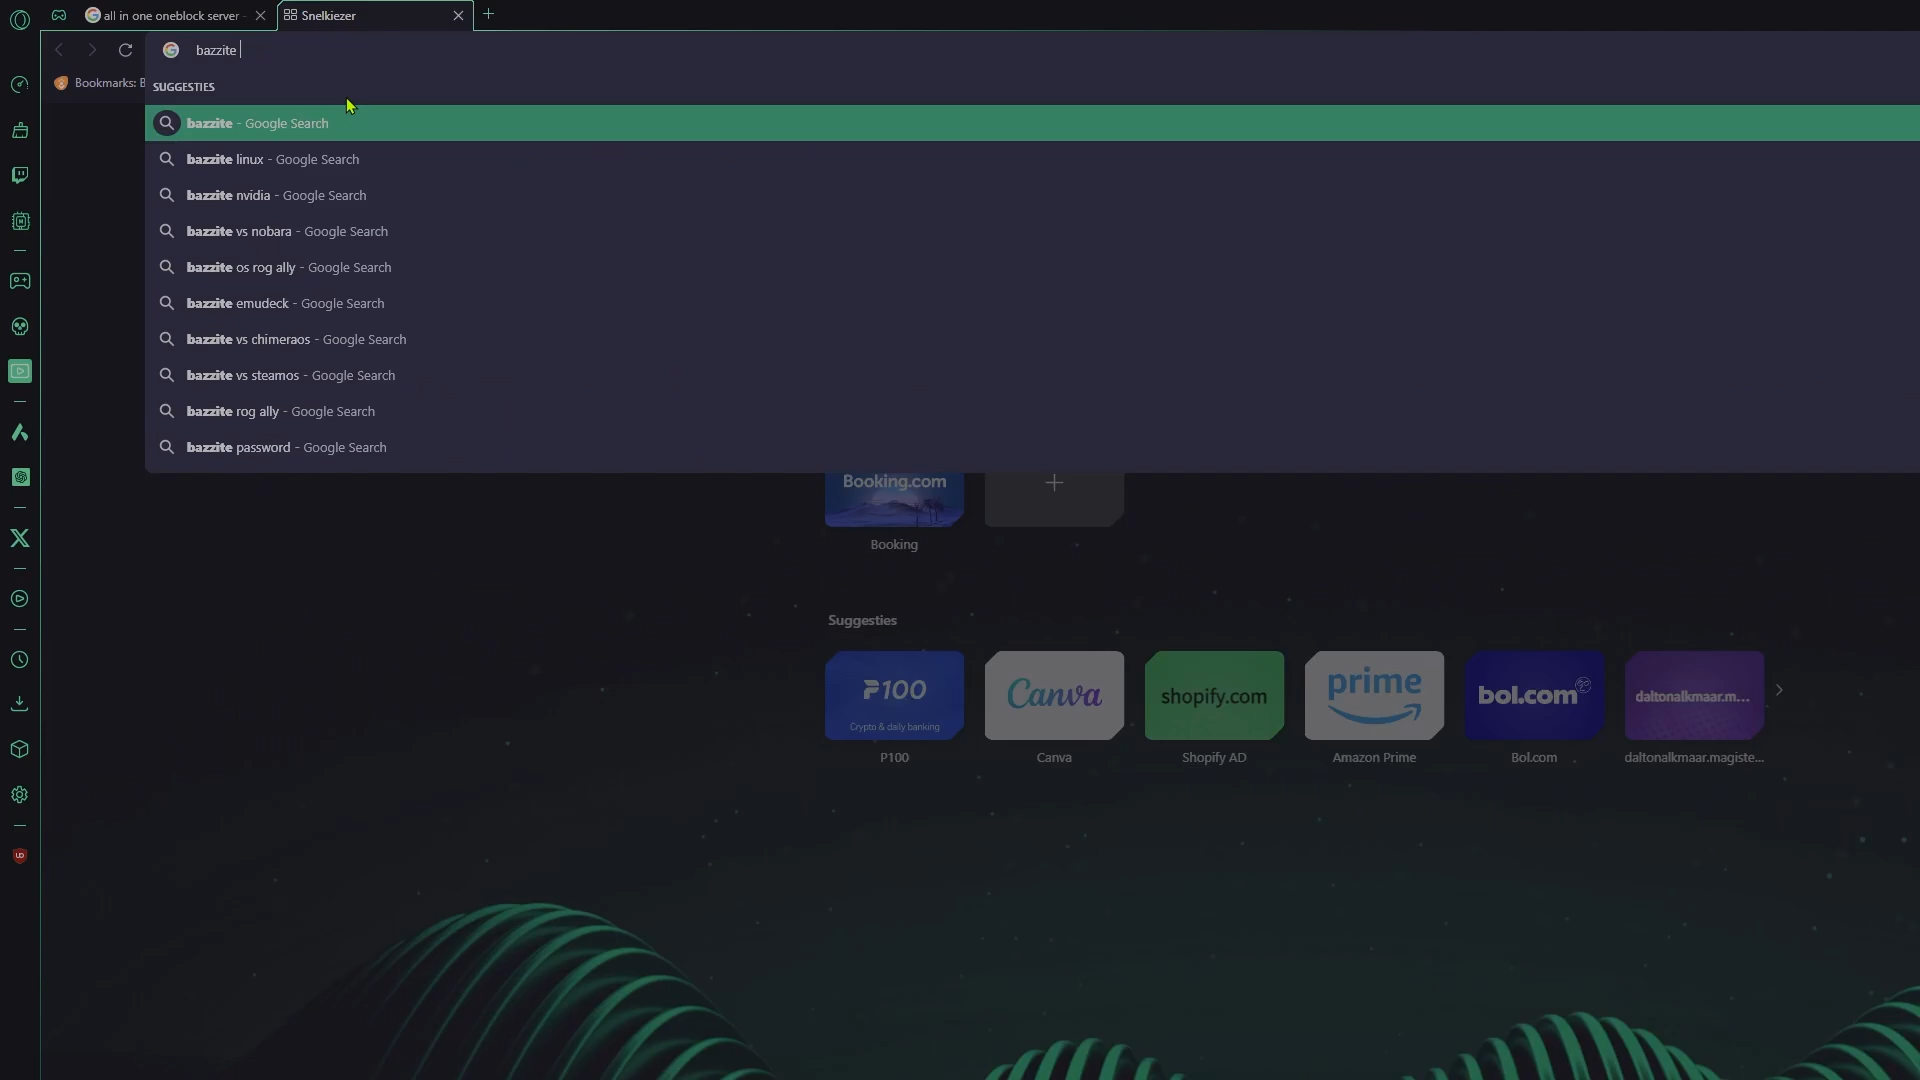 all in one oneblock server -
Snelkiezer
bazzite
Bookmarks: B
SUGGESTIES
bazzite - Google Search
bazzite linux - Google Search
bazzite nvidia - Google Search
bazzite vs nobara - Google Search
bazzite os rog ally - Google Search
bazzite emudeck - Google Search
bazzite vs chimeraos - Google Search
bazzite vs steamos - Google Search
bazzite rog ally - Google Search
bazzite password - Google Search
Booking.com
Booking
Suggesties
P100
Crypto & daily banking
Canva
shopify.com
prime
bol.com
daltonalkmaar.m...
P100
Canva
Shopify AD
Amazon Prime
Bol.com
daltonalkmaar.magiste...